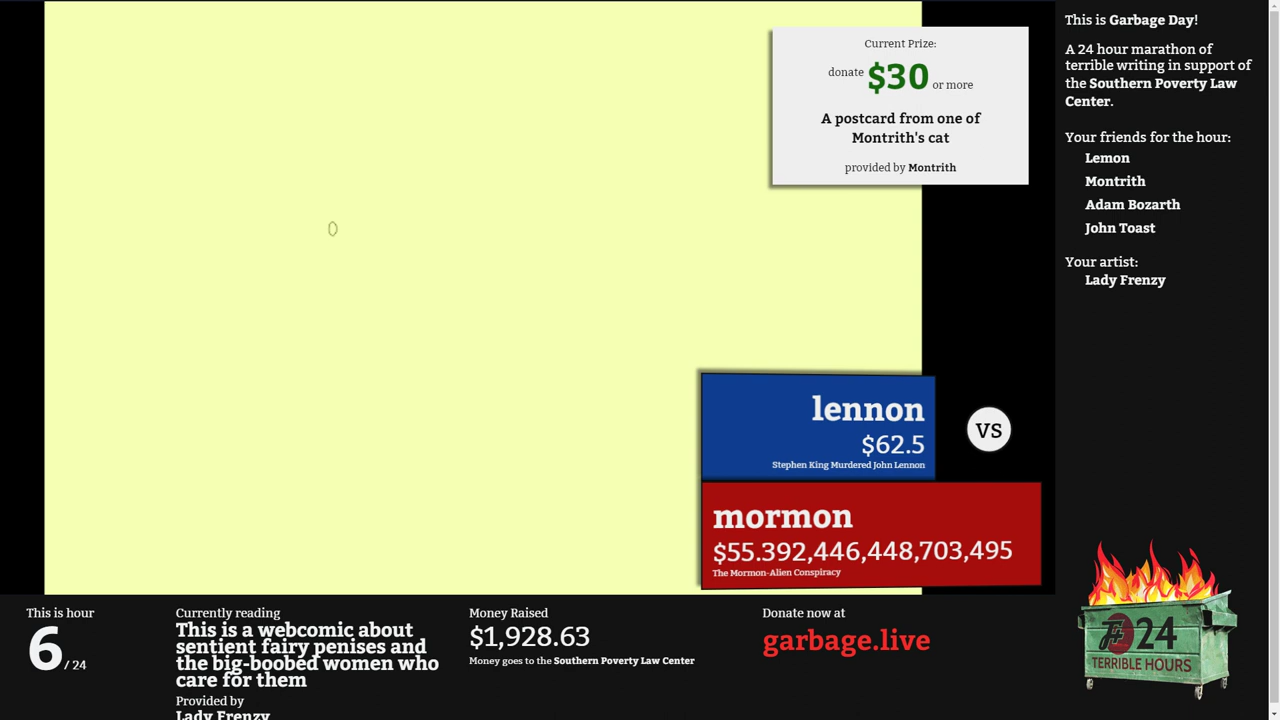 Current Prize:
donate $30 or more
A postcard from one of
Montrith's cat
provided by Montrith
lennon
$62.5
Stephen King Murdered John Lennon
VS
mormon
$55.392,446,448,703,495
The Mormon-Alien Conspiracy
This is Garbage Day!
A 24 hour marathon of
terrible writing in support of
the Southern Poverty Law
Center.
Your friends for the hour:
Lemon
Montrith
Adam Bozarth
John Toast
Your artist:
Lady Frenzy
This is hour
6 / 24
Currently reading
This is a webcomic about
sentient fairy penises and
the big-boobed women who
care for them
Provided by
Lady Frenzy
Money Raised
$1,928.63
Money goes to the Southern Poverty Law Center
Donate now at
garbage.live
24
TERRIBLE HOURS